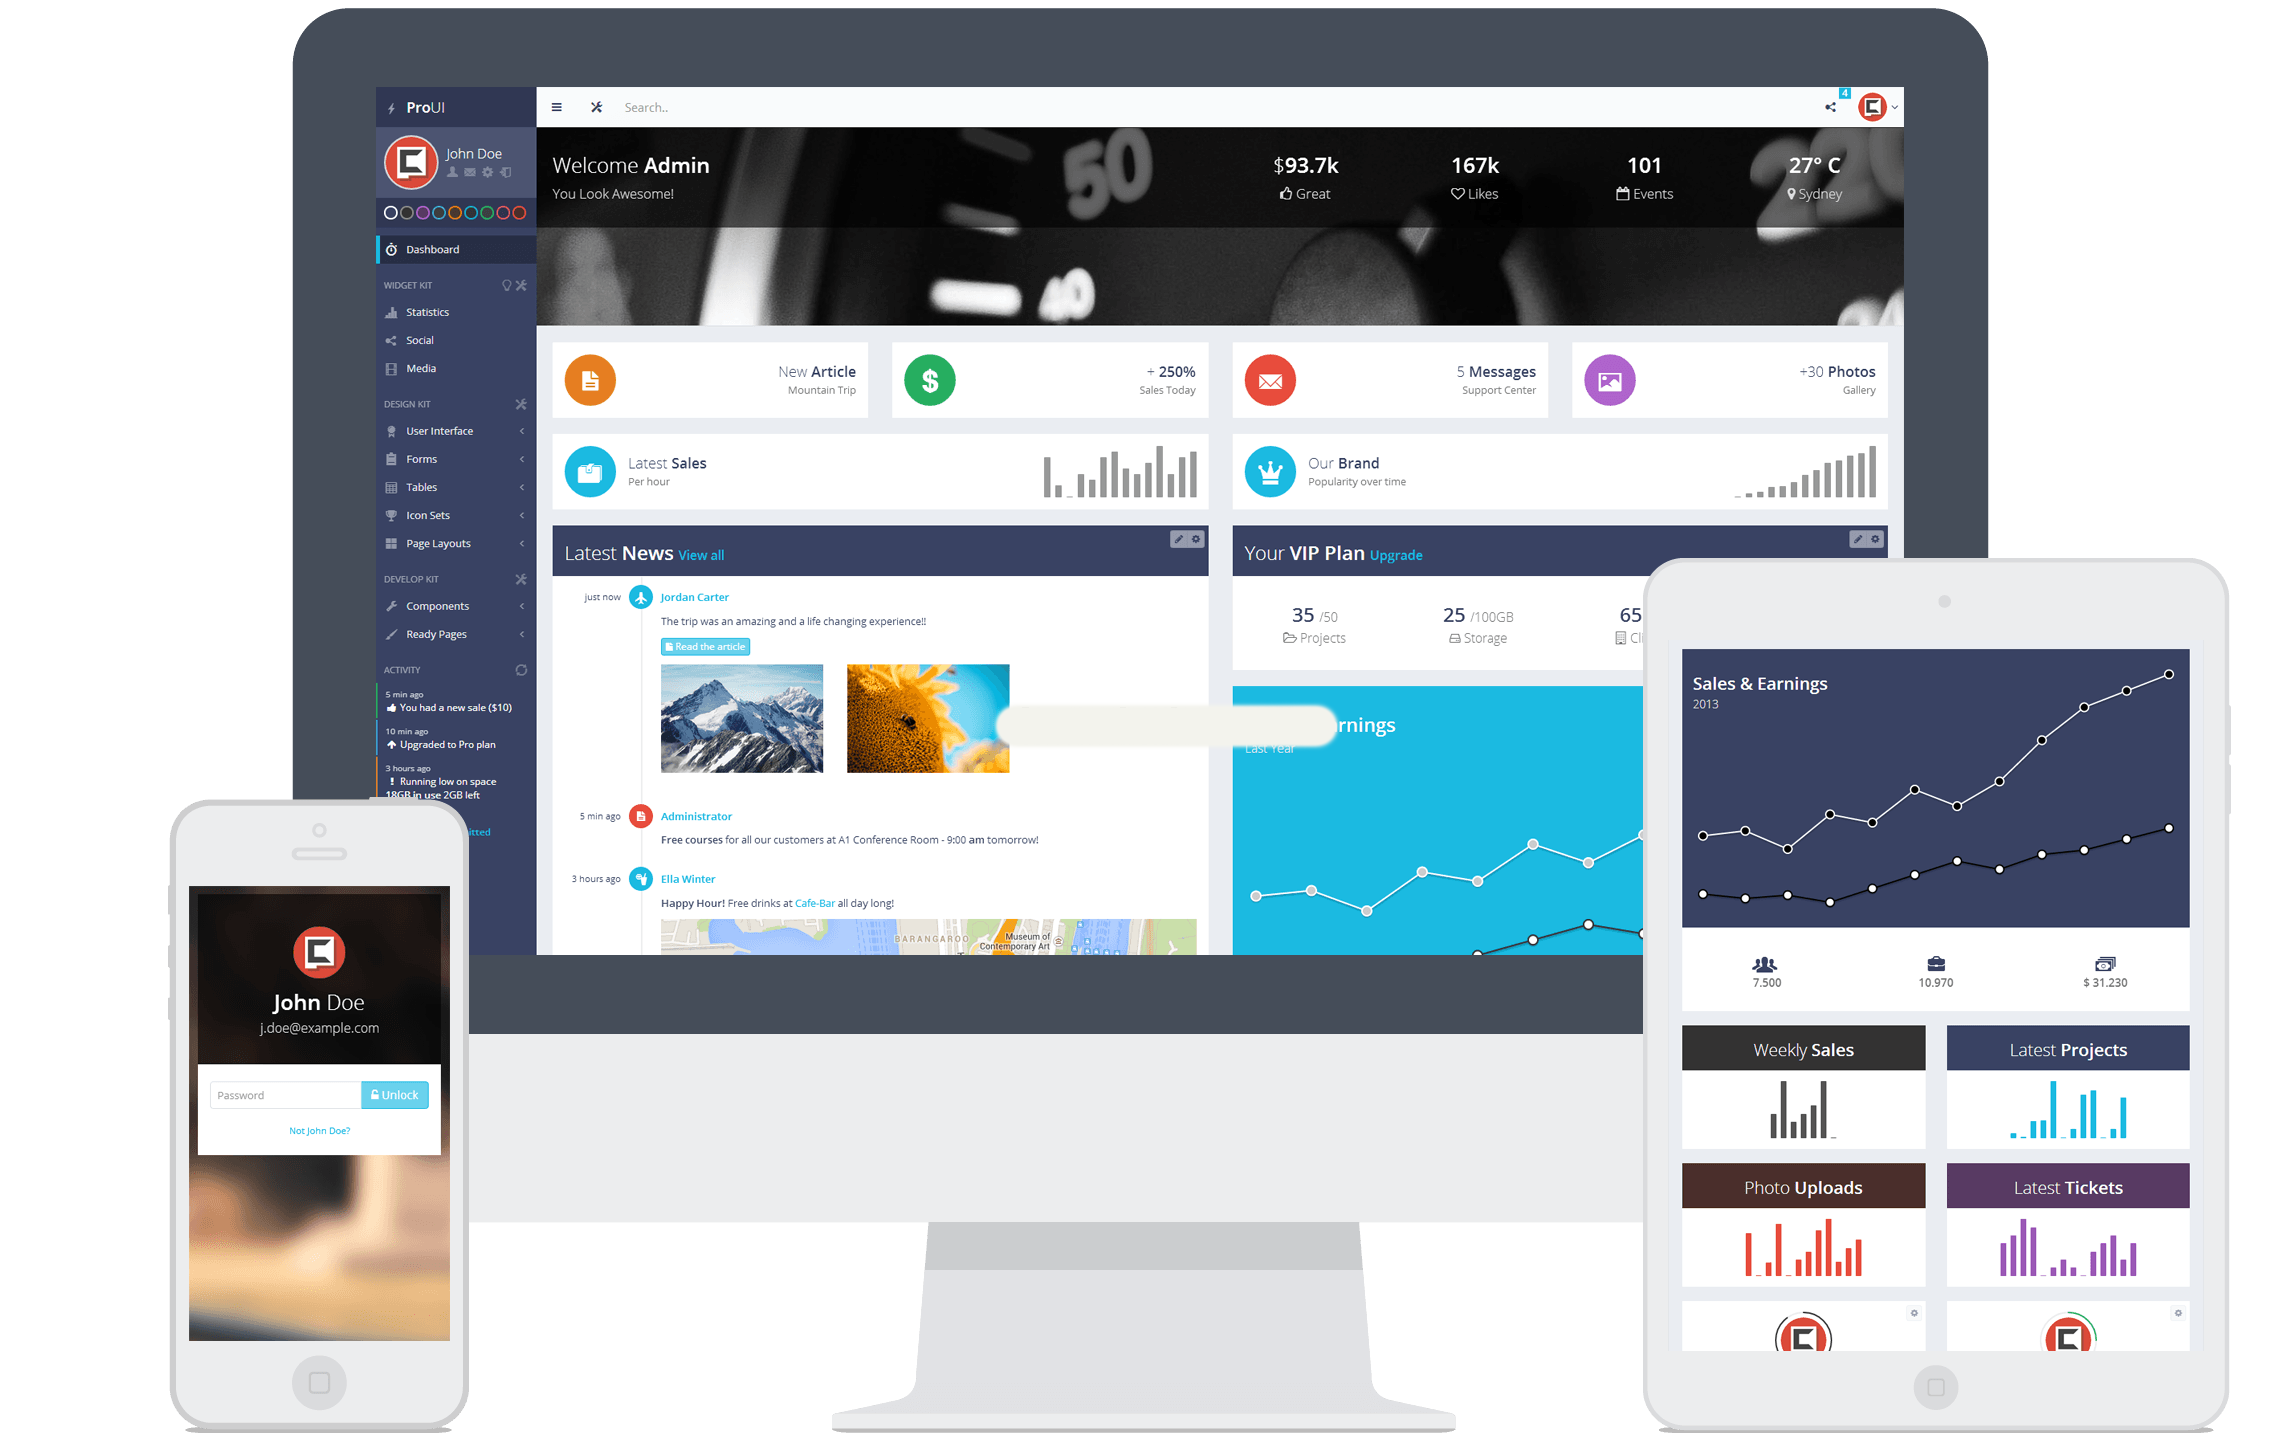 ProUI
Search..
4
John Doe
Welcome Admin
You Look Awesome!
$93.7k
Great
167k
Likes
101
Events
27° C
Sydney
50
40
220
Dashboard
WIDGET KIT
Statistics
Social
Media
DESIGN KIT
User Interface
Forms
Tables
Icon Sets
Page Layouts
DEVELOP KIT
Components
Ready Pages
ACTIVITY
5 min ago
You had a new sale ($10)
10 min ago
Upgraded to Pro plan
3 hours ago
Running low on space
18GB in use 2GB left
New Article
Mountain Trip
+ 250%
Sales Today
5 Messages
Support Center
+30 Photos
Gallery
Latest Sales
Per hour
Our Brand
Popularity over time
Latest News View all
just now
Jordan Carter
The trip was an amazing and a life changing experience!!
Read the article
5 min ago
Administrator
Free courses for all our customers at A1 Conference Room - 9:00 am tomorrow!
3 hours ago
Ella Winter
Happy Hour! Free drinks at Cafe-Bar all day long!
BARANGAROO
Museum of
Contemporary Art
Your VIP Plan Upgrade
35 /50
Projects
25 /100GB
Storage
65
Last Year
John Doe
j.doe@example.com
Password
Unlock
Not John Doe?
Sales & Earnings
2013
7.500
10.970
$ 31.230
Weekly Sales
Latest Projects
Photo Uploads
Latest Tickets